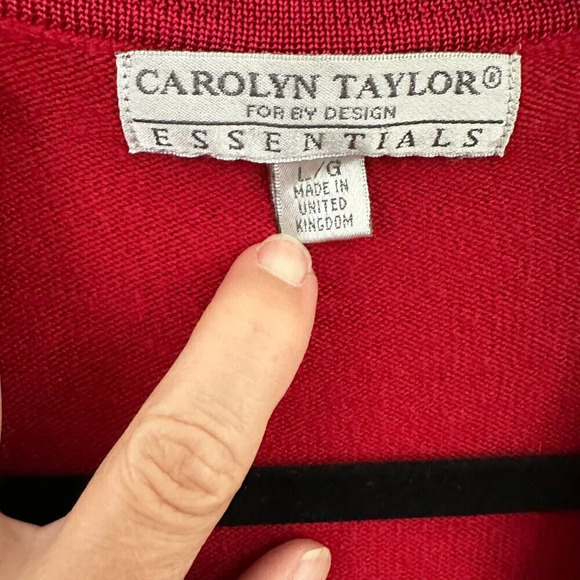 CAROLYN TAYLOR®
FOR BY DESIGN
ESSENTIALS
L/G
MADE IN
UNITED
KINGDOM